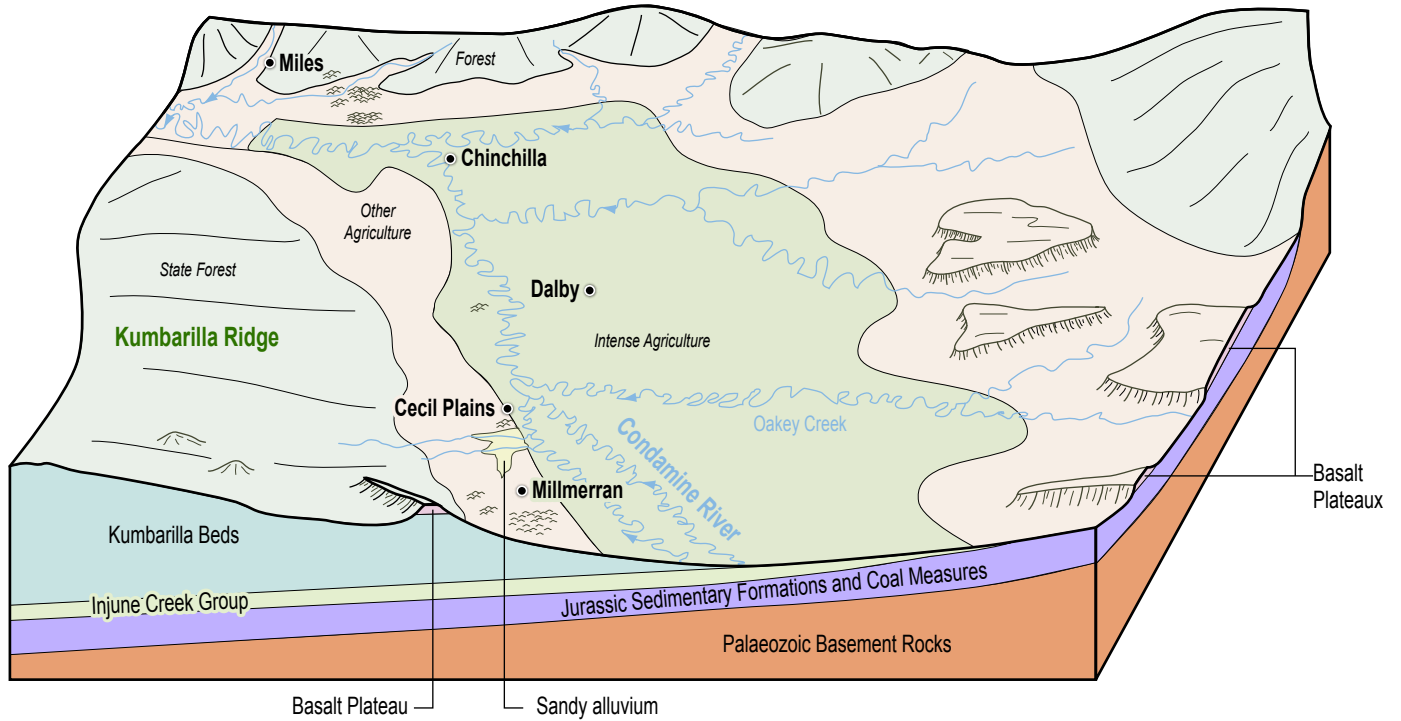 Miles
Forest
Chinchilla
Other
Agriculture
State Forest
Dalby
Kumbarilla Ridge
Intense Agriculture
Cecil Plains
Oakey Creek
Condamine River
Basalt
Plateaux
Millmerran
Kumbarilla Beds
Injune Creek Group
Jurassic Sedimentary Formations and Coal Measures
Palaeozoic Basement Rocks
Basalt Plateau
Sandy alluvium